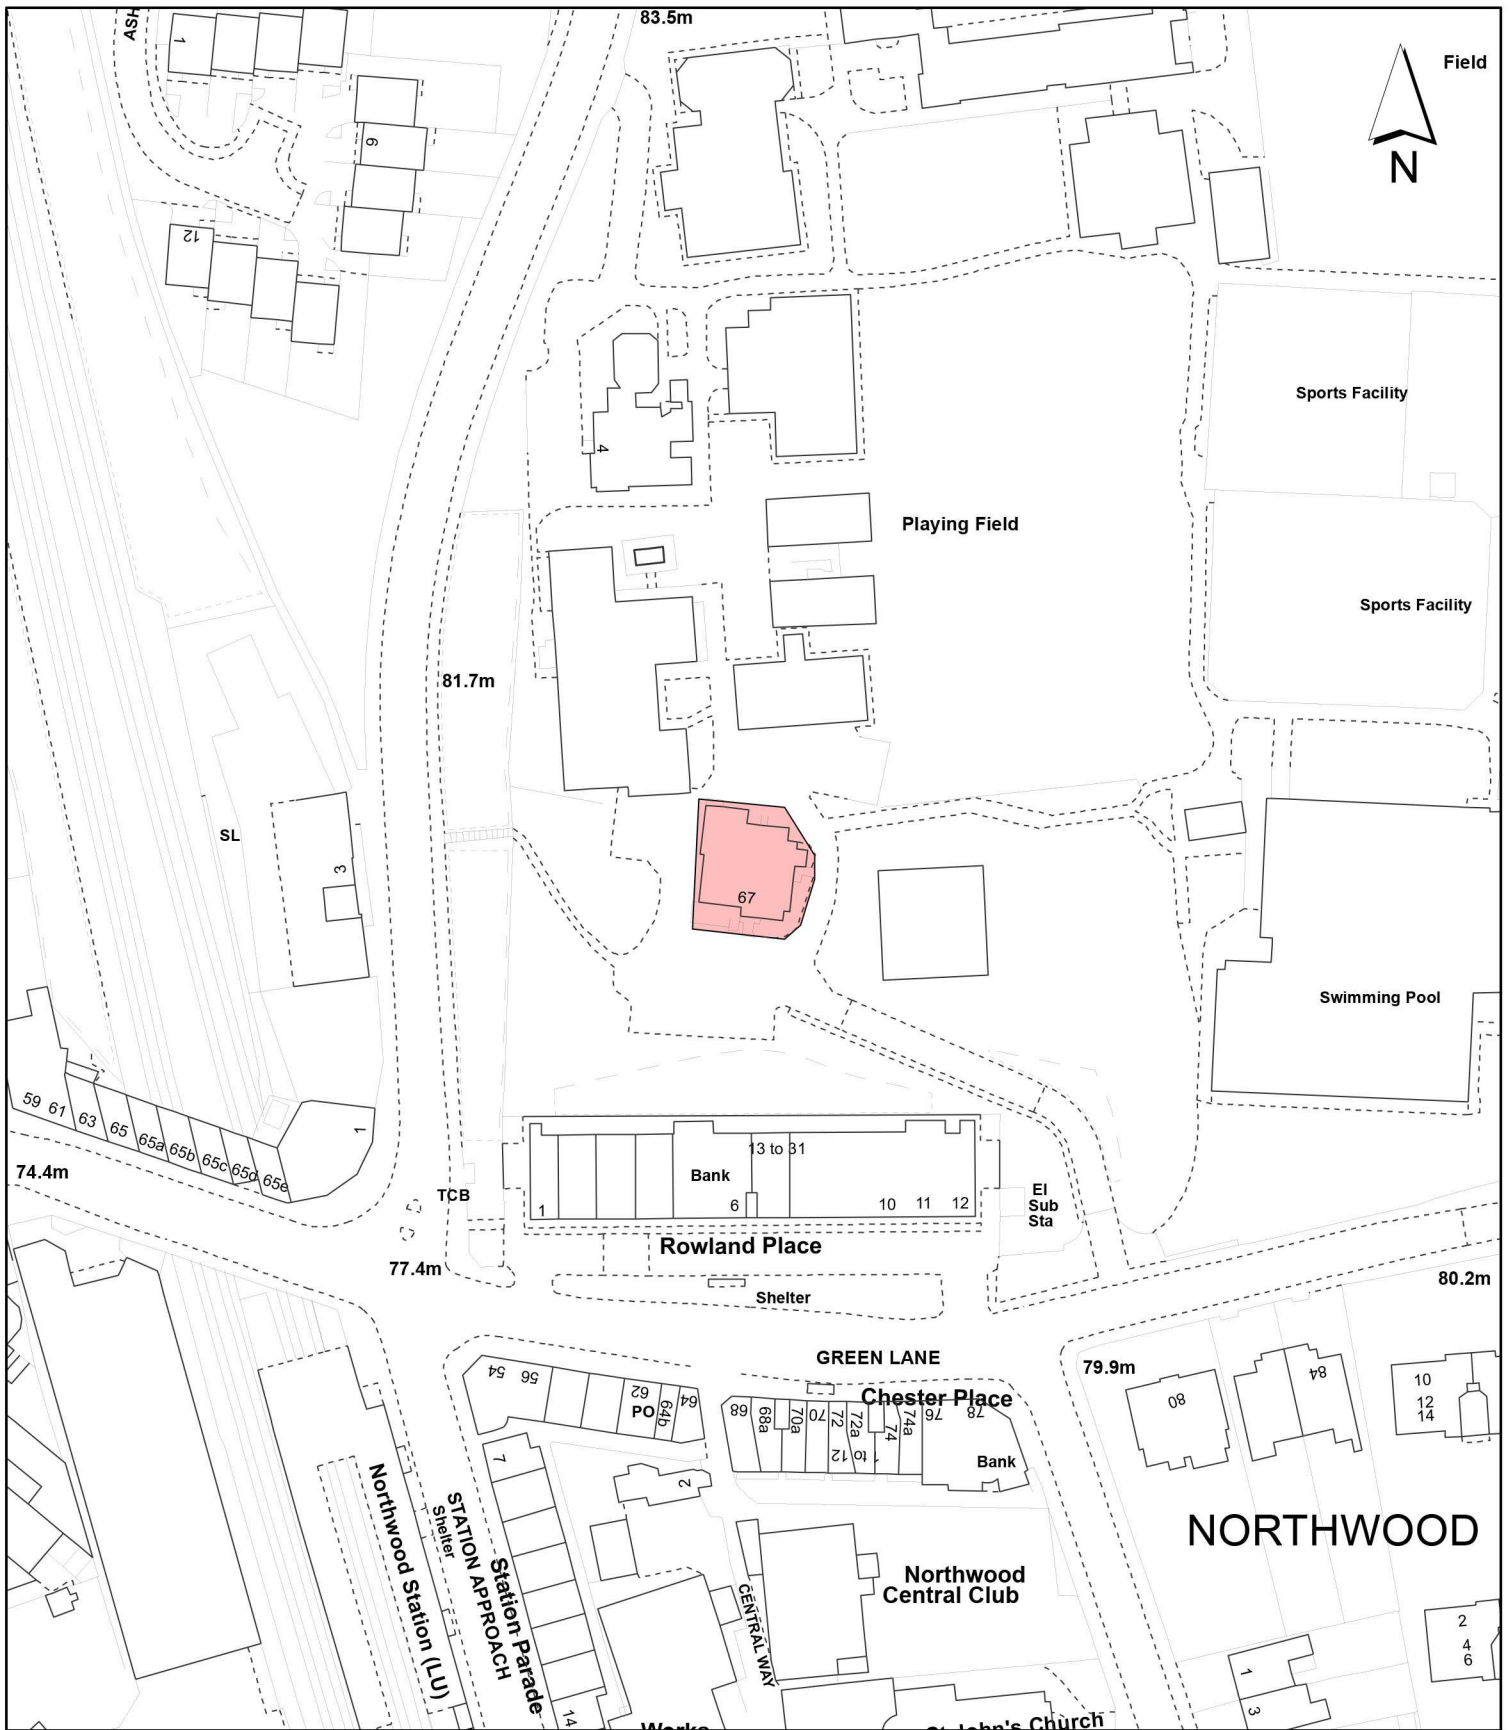 83.5m
ASH
1
Field
N
6
12
Sports Facility
4
Playing Field
Sports Facility
81.7m
SL
3
67
Swimming Pool
59
61
63
65
65a
65b
65c
65d
65e
1
74.4m
TCB
13 to 31
Bank
1
6
10
11
12
El
Sub
Sta
Rowland Place
77.4m
Shelter
80.2m
GREEN LANE
79.9m
Chester Place
54
56
62
PO
64b
64
68
68a
70a
70
72
72a
74
74a
76
78
1 to 12
Bank
80
84
10
12
14
7
2
Northwood Station (LU)
Shelter
STATION APPROACH
Station Parade
NORTHWOOD
Northwood
Central Club
CENTRAL WAY
2
4
6
1
3
14
Works
St John's Church